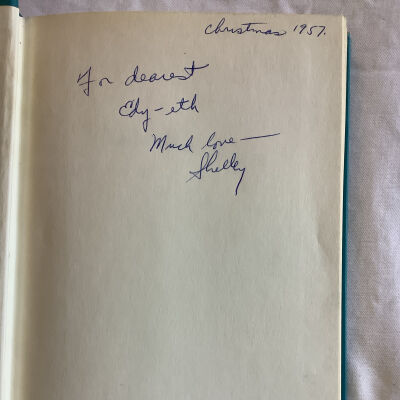 Christmas 1957.
For dearest
Edy-eth
Much love —
Shelley